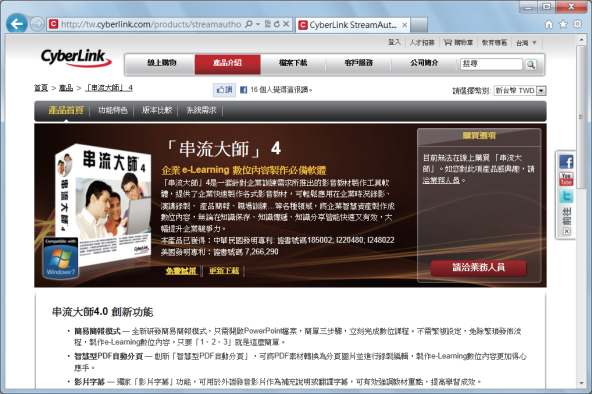 http://tw.cyberlink.com/products/streamautho
CyberLink StreamAut...
登入 人才招募 購物車 教育專區 台灣
CyberLink
線上購物 產品介紹 檔案下載 客戶服務 公司簡介 搜尋
首頁 > 產品 > 「串流大師」 4
讚 16 個人覺得這很讚。
請選擇幣別: 新台幣 TWD
產品首頁 功能特色 版本比較 系統需求
「串流大師」4
企業 e-Learning 數位內容製作必備軟體
「串流大師」4是一套針對企業訓練需求所推出的影音教材製作工具軟
體，提供了企業快速製作各式影音教材，可輕鬆應用在企業時況錄影、
演講錄製、 產品簡報、職場訓練...等各種領域，將企業智慧資產製作成
數位內容，無論在知識保存、知識傳遞、知識分享皆能快速又有效，大
幅提升企業競爭力。
本產品已獲得：中華民國發明專利: 證書號碼185002; I220480; I248022
美國發明專利：證書號碼 7,266,290
免費試用 更新下載
購買選項
目前無法在線上購買 「串流大
師」。如您對此項產品感興趣，請
洽業務人員。
請洽業務人員
串流大師 4
串流大師 4
Compatible with
Windows 7
You
Tube
前往
串流大師4.0 創新功能
• 簡易簡報模式 — 全新研發簡易簡報模式，只需開啟PowerPoint檔案，簡單三步驟，立刻完成數位課程。不需繁瑣設定，免除繁瑣發佈流
程，製作e-Learning數位內容，只要「1、2、3」就是這麼簡單。
• 智慧型PDF自動分頁 — 創新「智慧型PDF自動分頁」，可將PDF素材轉換為分頁圖片並進行錄製編輯，製作e-Learning數位內容更加得心
應手。
• 影片字幕 — 獨家「影片字幕」功能，可用於外語發音影片作為補充說明或翻譯字幕，可有效強調教材重點，提高學習成效。